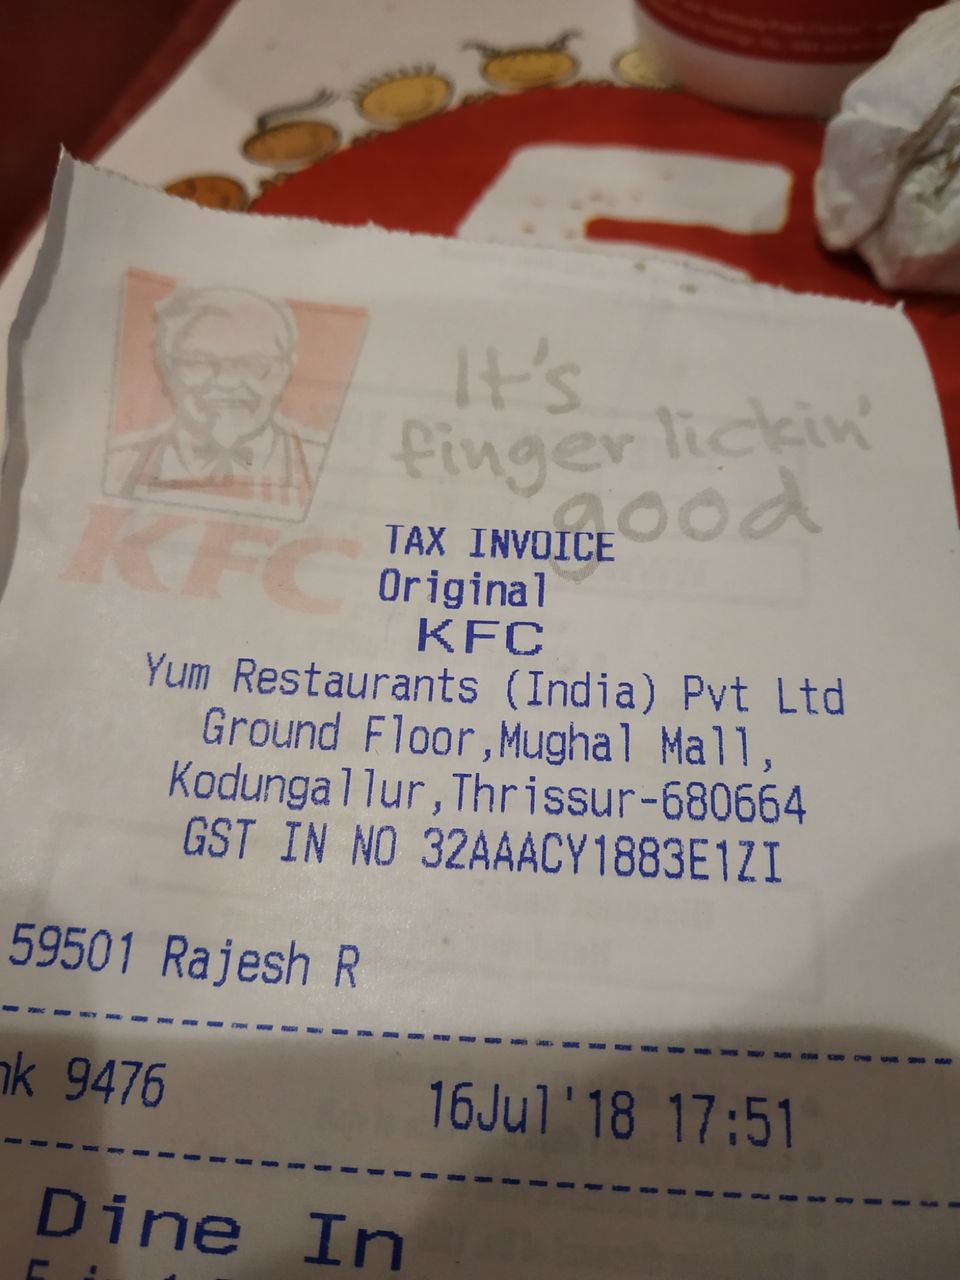 It's
finger lickin'
good
KFC
TAX INVOICE
Original
KFC
Yum Restaurants (India) Pvt Ltd
Ground Floor,Mughal Mall,
Kodungallur,Thrissur-680664
GST IN NO 32AAACY1883E1ZI
59501 Rajesh R
nk 9476 16Jul'18 17:51
Dine In